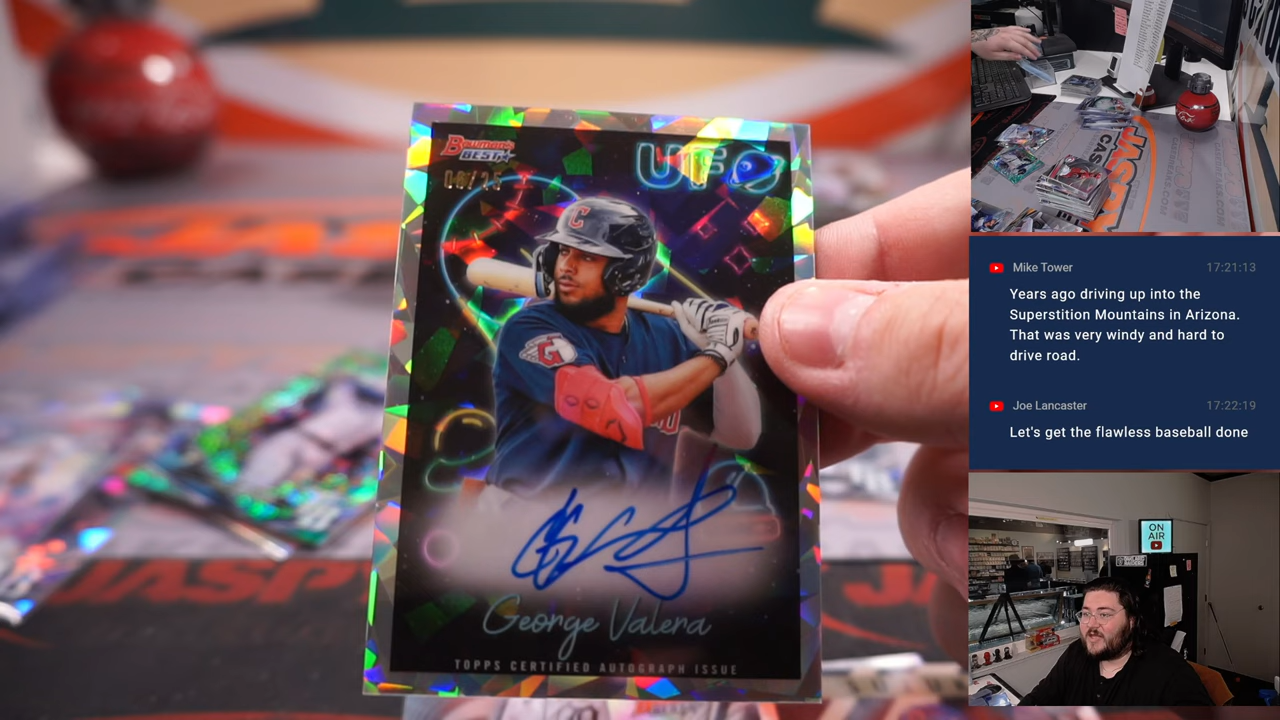 BOWMAN'S
BEST
UFO
C
G
George Valera
TOPPS CERTIFIED AUTOGRAPH ISSUE
JASPY
CAS
Mike Tower 17:21:13
Years ago driving up into the
Superstition Mountains in Arizona.
That was very windy and hard to
drive road.
Joe Lancaster 17:22:19
Let's get the flawless baseball done
ON
AIR